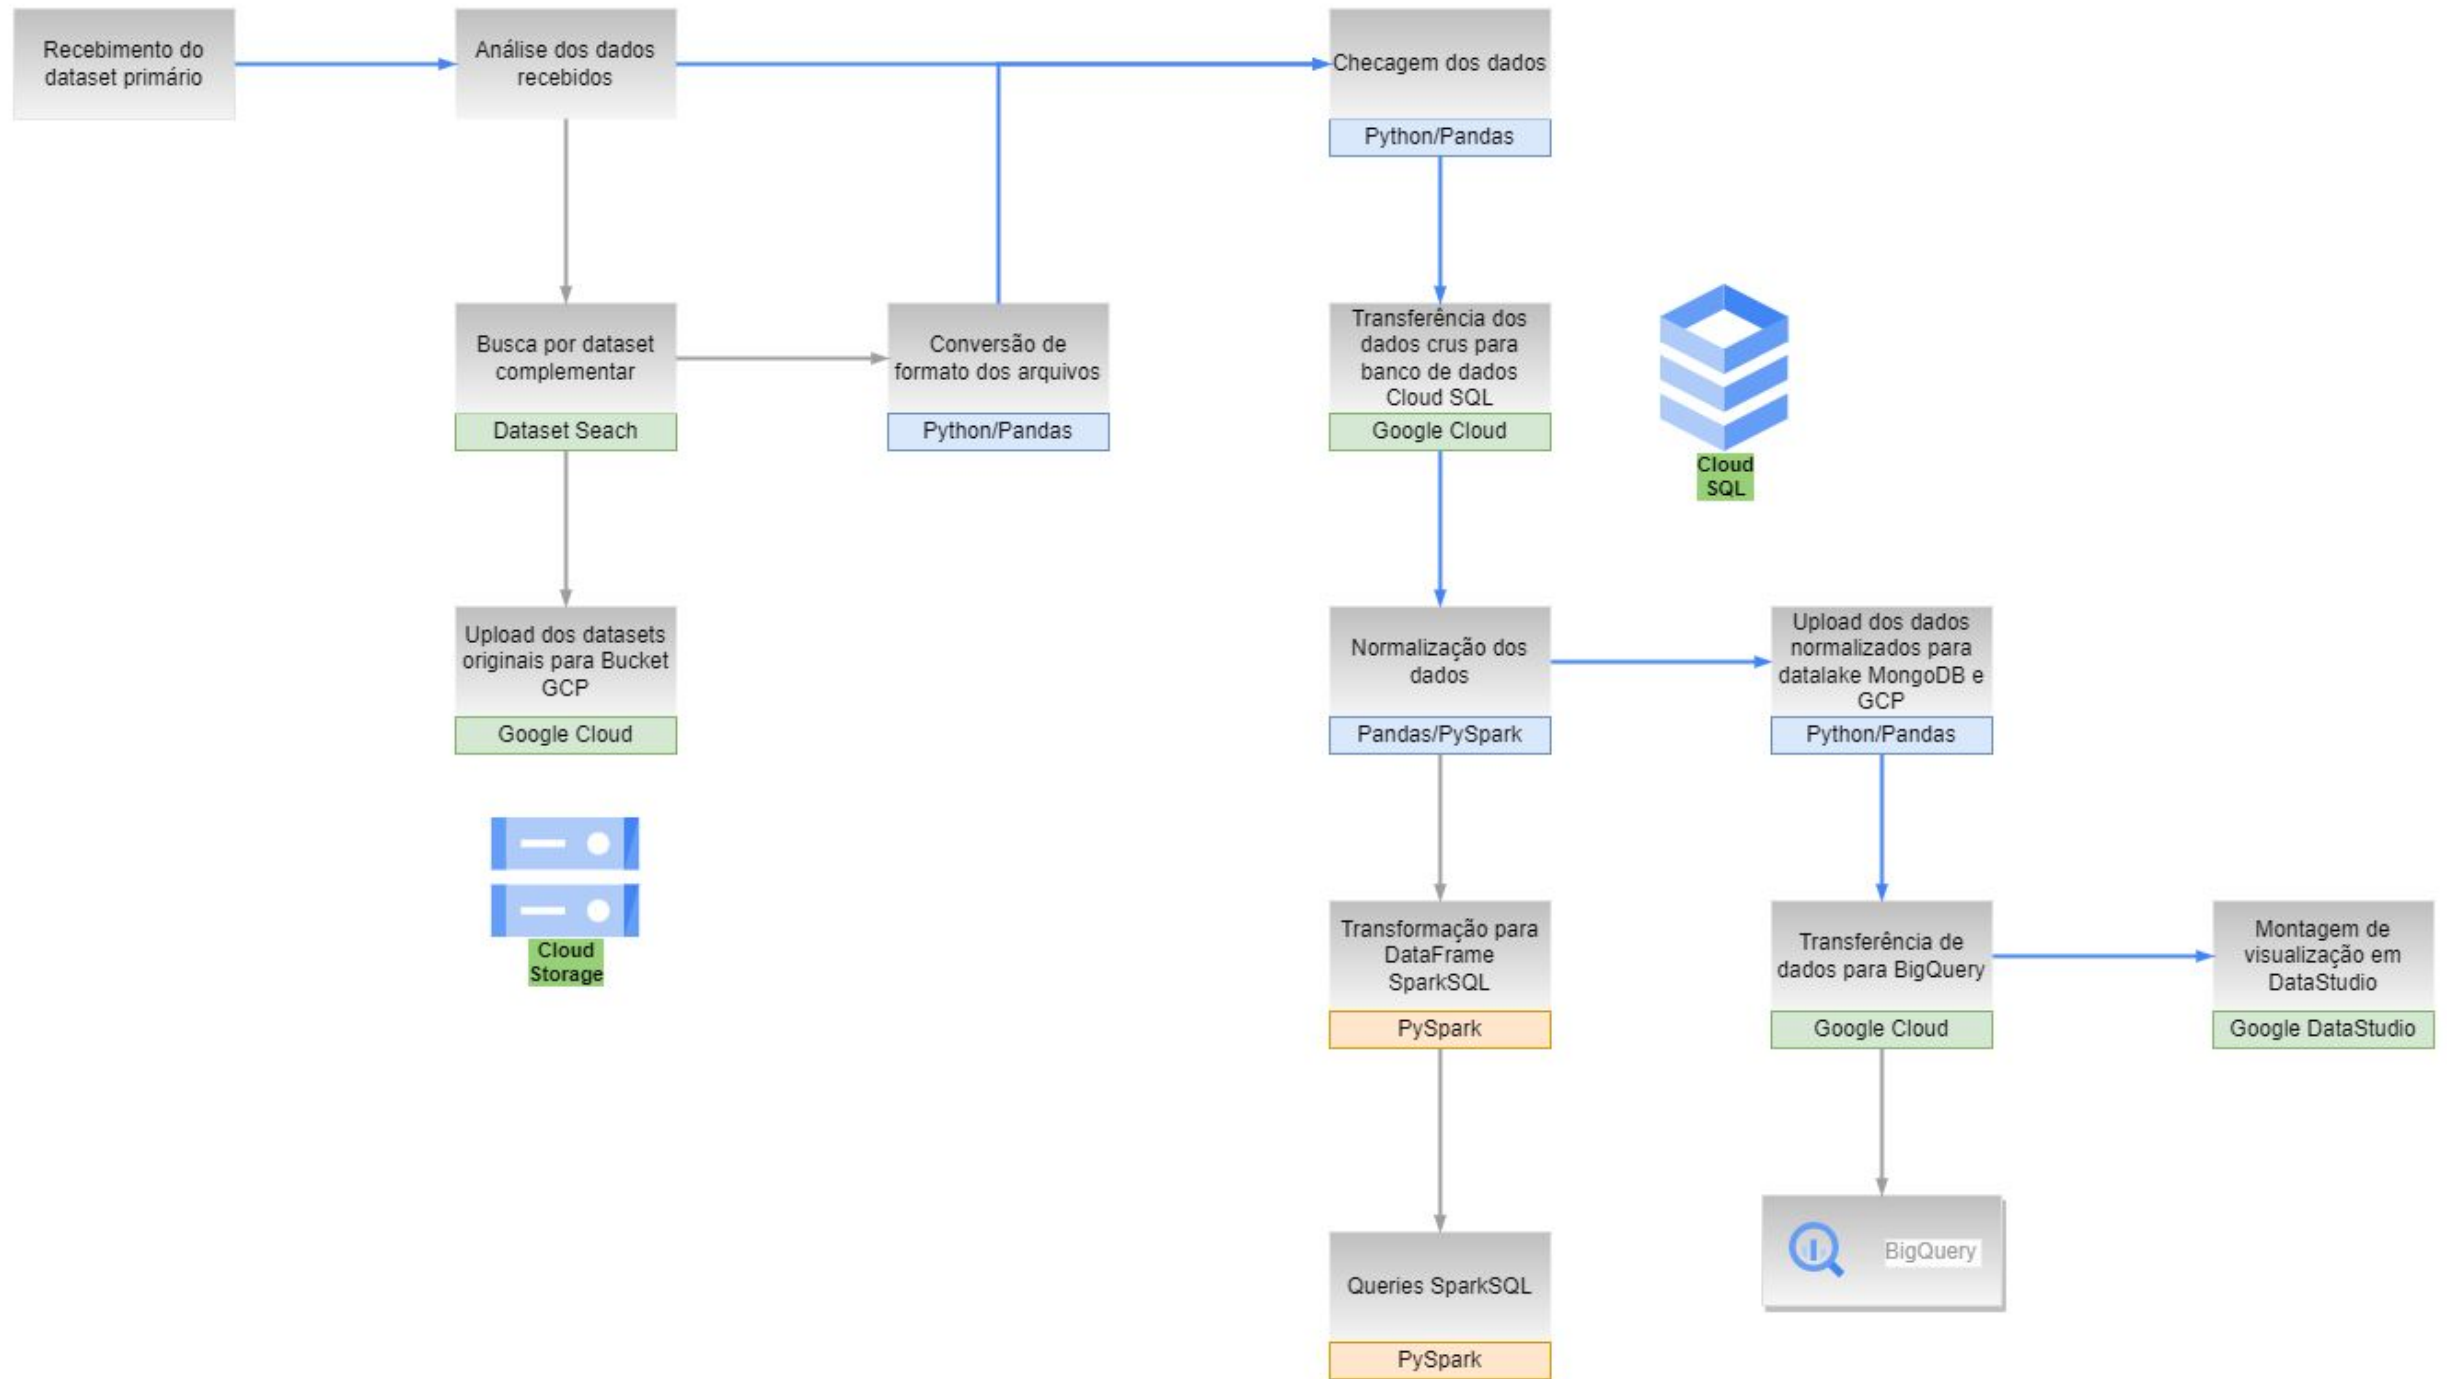 Recebimento do
dataset primário
Análise dos dados
recebidos
Checagem dos dados
Python/Pandas
Busca por dataset
complementar
Dataset Seach
Conversão de
formato dos arquivos
Python/Pandas
Transferência dos
dados crus para
banco de dados
Cloud SQL
Google Cloud
Cloud
SQL
Upload dos datasets
originais para Bucket
GCP
Google Cloud
Normalização dos
dados
Pandas/PySpark
Upload dos dados
normalizados para
datalake MongoDB e
GCP
Python/Pandas
Cloud
Storage
Transformação para
DataFrame
SparkSQL
PySpark
Transferência de
dados para BigQuery
Google Cloud
Montagem de
visualização em
DataStudio
Google DataStudio
Queries SparkSQL
PySpark
BigQuery